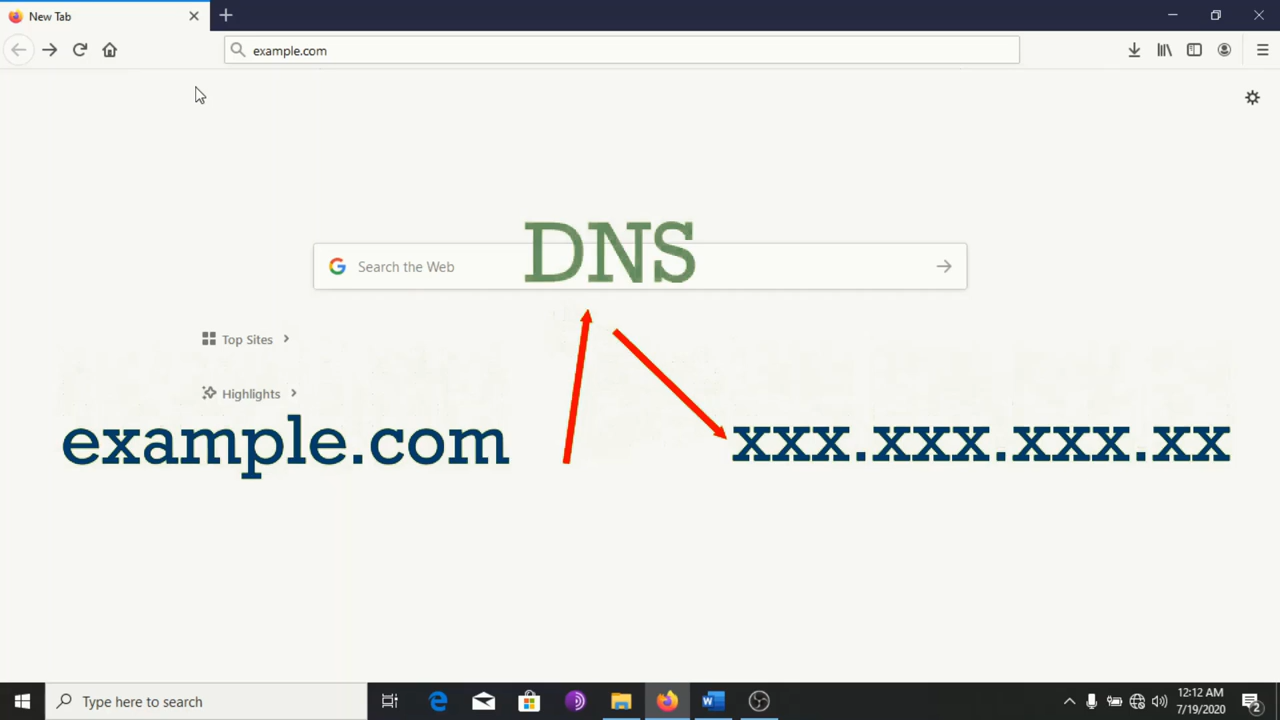 New Tab
example.com
DNS
Search the Web
Top Sites
Highlights
example.com
xxx.xxx.xxx.xx
Type here to search
12:12 AM
7/19/2020
2